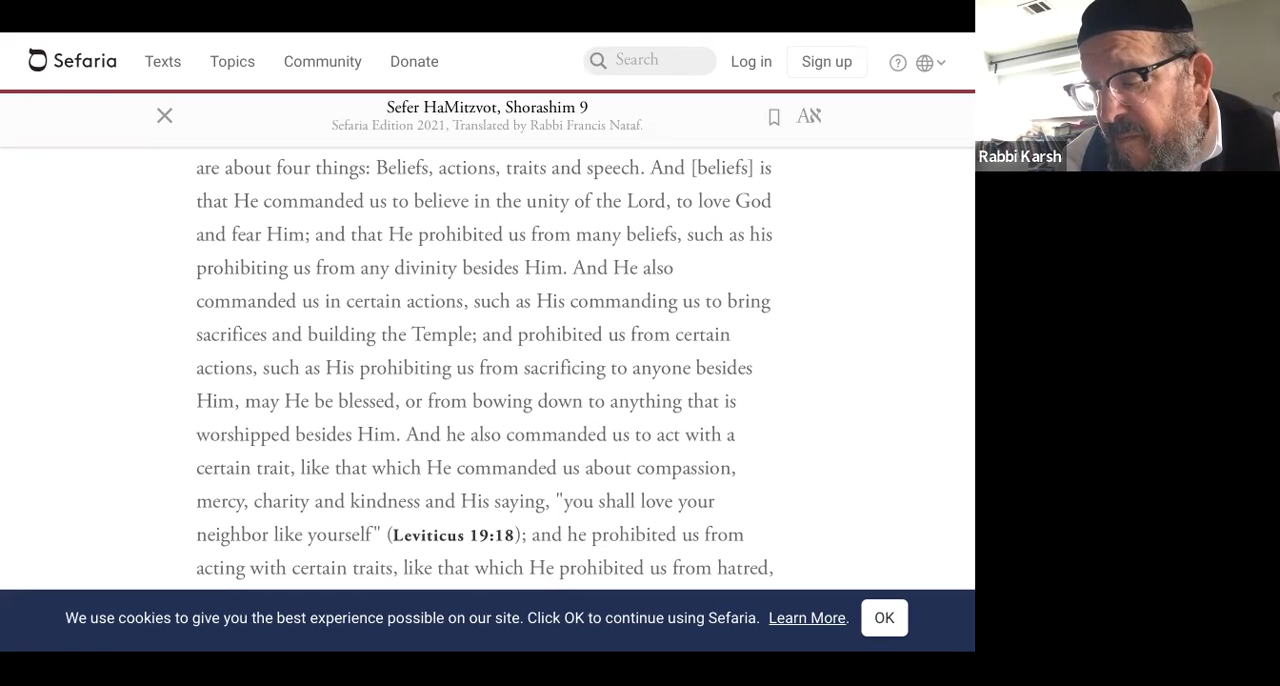 Sefaria Texts Topics Community Donate Search Log in Sign up
Sefer HaMitzvot, Shorashim 9
Sefaria Edition 2021, Translated by Rabbi Francis Nataf.
are about four things: Beliefs, actions, traits and speech. And [beliefs] is
that He commanded us to believe in the unity of the Lord, to love God
and fear Him; and that He prohibited us from many beliefs, such as his
prohibiting us from any divinity besides Him. And He also
commanded us in certain actions, such as His commanding us to bring
sacrifices and building the Temple; and prohibited us from certain
actions, such as His prohibiting us from sacrificing to anyone besides
Him, may He be blessed, or from bowing down to anything that is
worshipped besides Him. And he also commanded us to act with a
certain trait, like that which He commanded us about compassion,
mercy, charity and kindness and His saying, "you shall love your
neighbor like yourself" (Leviticus 19:18); and he prohibited us from
acting with certain traits, like that which He prohibited us from hatred,
We use cookies to give you the best experience possible on our site. Click OK to continue using Sefaria. Learn More. OK
Rabbi Karsh